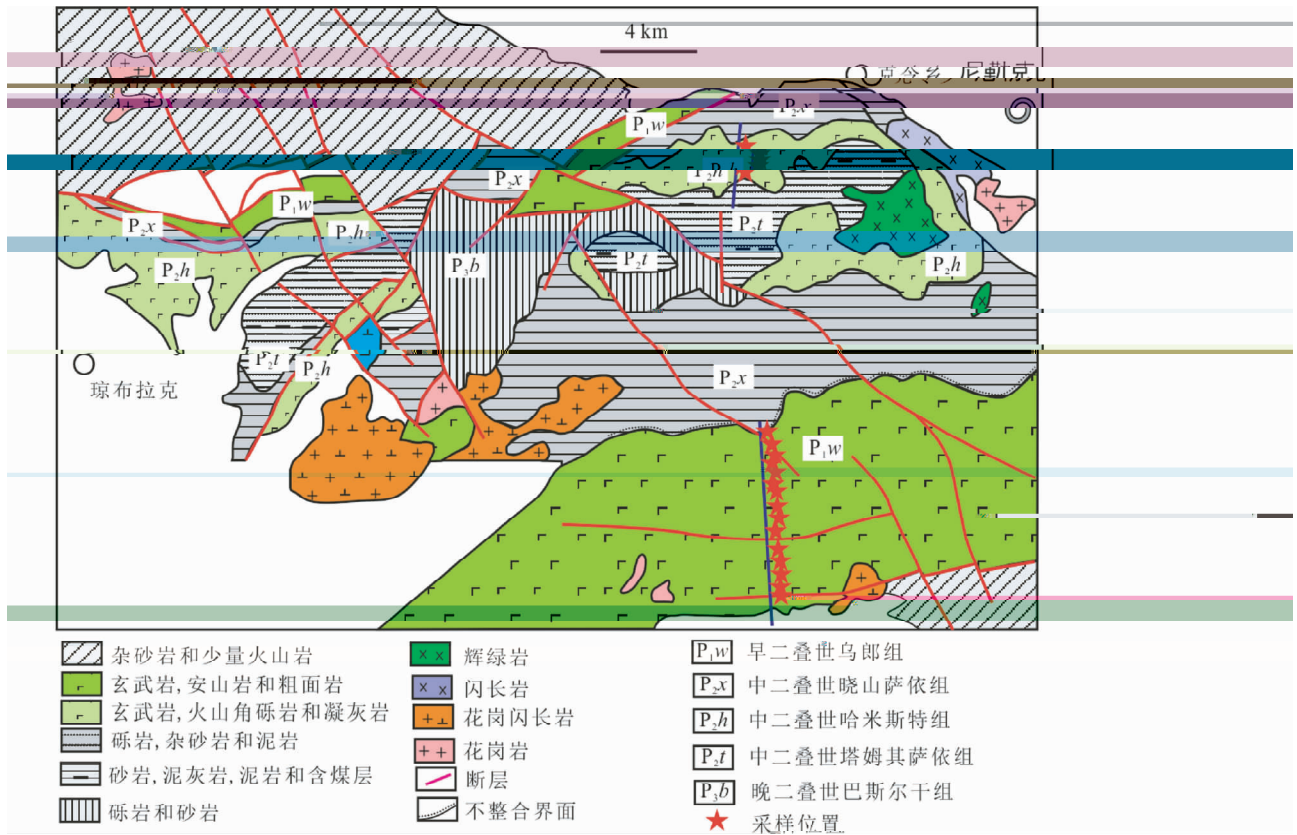 4 km
尼勒克
P₂x
P₁w
P₂h
P₂x
P₁w
P₂t
P₂x
P₂h
P₂h
P₃b
P₂t
P₂h
P₂t
P₂h
琼布拉克
P₂x
P₁w
杂砂岩和少量火山岩
玄武岩,安山岩和粗面岩
玄武岩,火山角砾岩和凝灰岩
砾岩,杂砂岩和泥岩
砂岩,泥灰岩,泥岩和含煤层
砾岩和砂岩
辉绿岩
闪长岩
花岗闪长岩
花岗岩
断层
不整合界面
P₁w 早二叠世乌郎组
P₂x 中二叠世晓山萨依组
P₂h 中二叠世哈米斯特组
P₂t 中二叠世塔姆其萨依组
P₃b 晚二叠世巴斯尔干组
采样位置